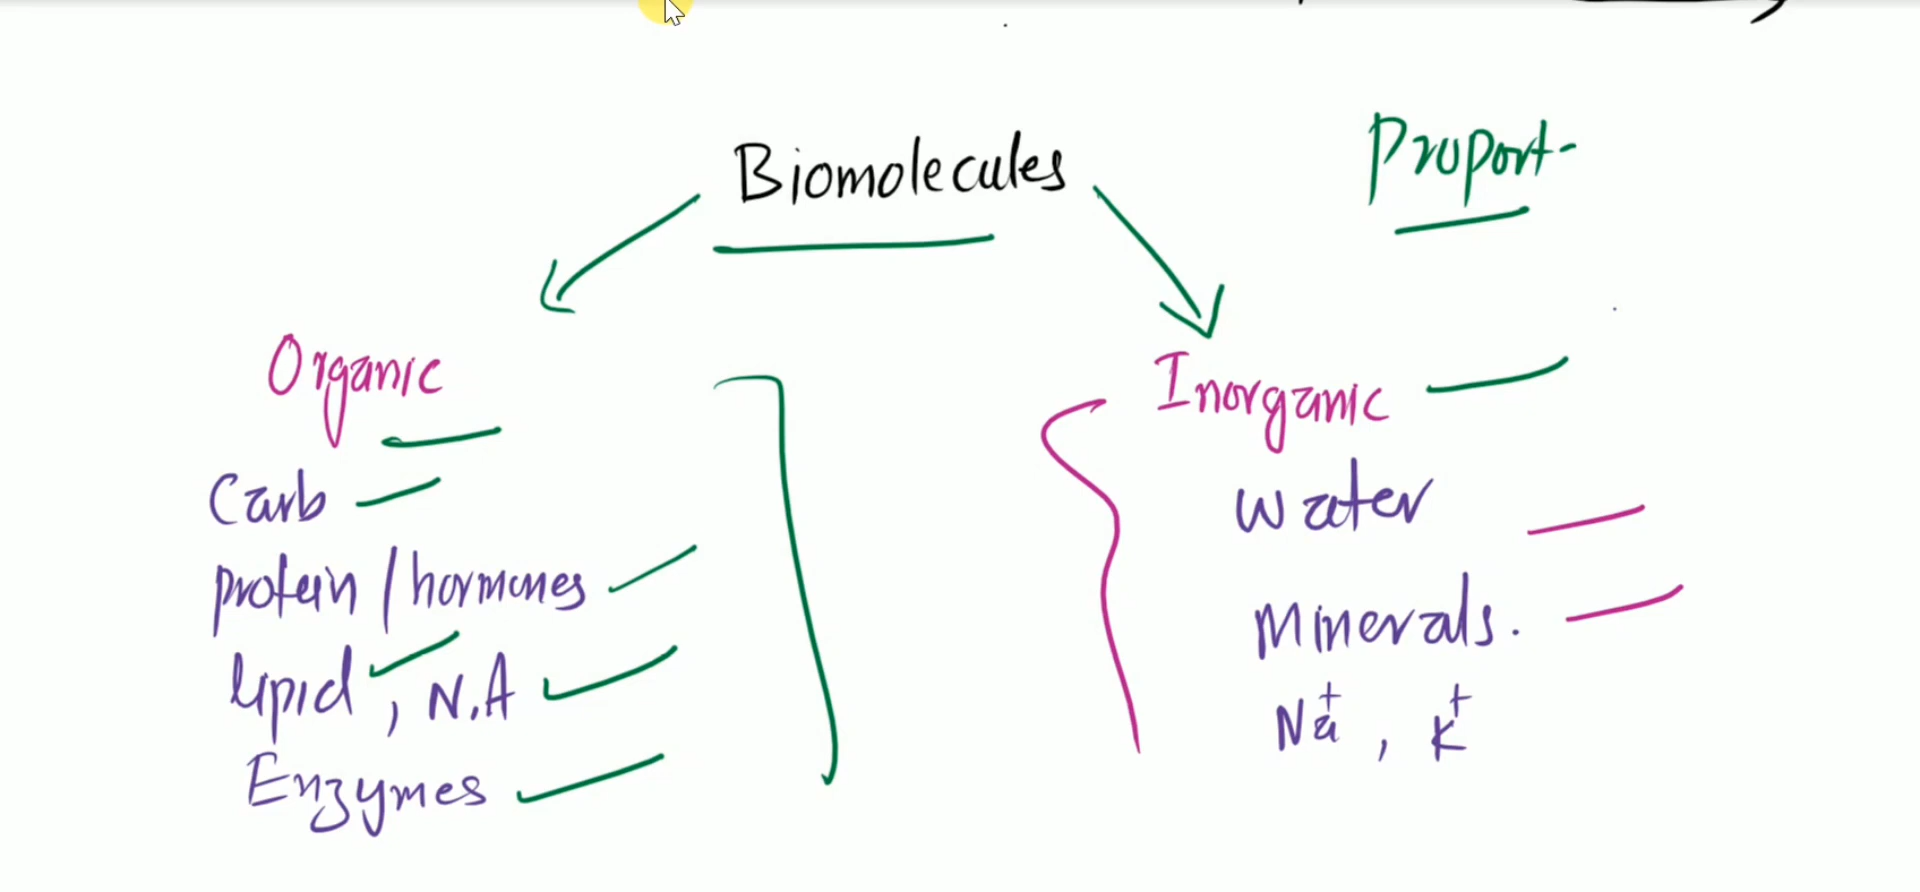 Biomolecules
Proport-
Organic
Carb
protein / hormones
lipid, N.A
Enzymes
Inorganic
water
Minerals.
Na+, K+